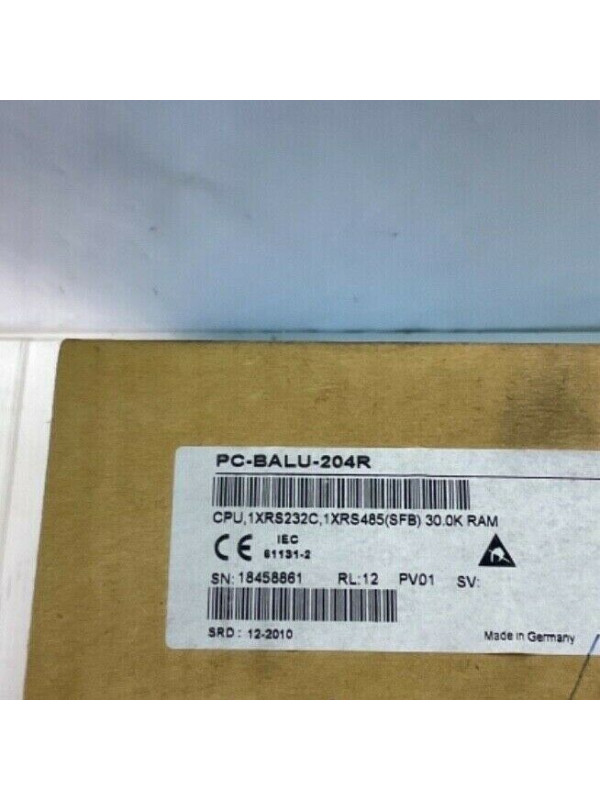 PC-BALU-204R
CPU,1XRS232C,1XRS485(SFB) 30.0K RAM
CE IEC
61131-2
SN: 18458861 RL:12 PV01 SV:
SRD : 12-2010
Made in Germany